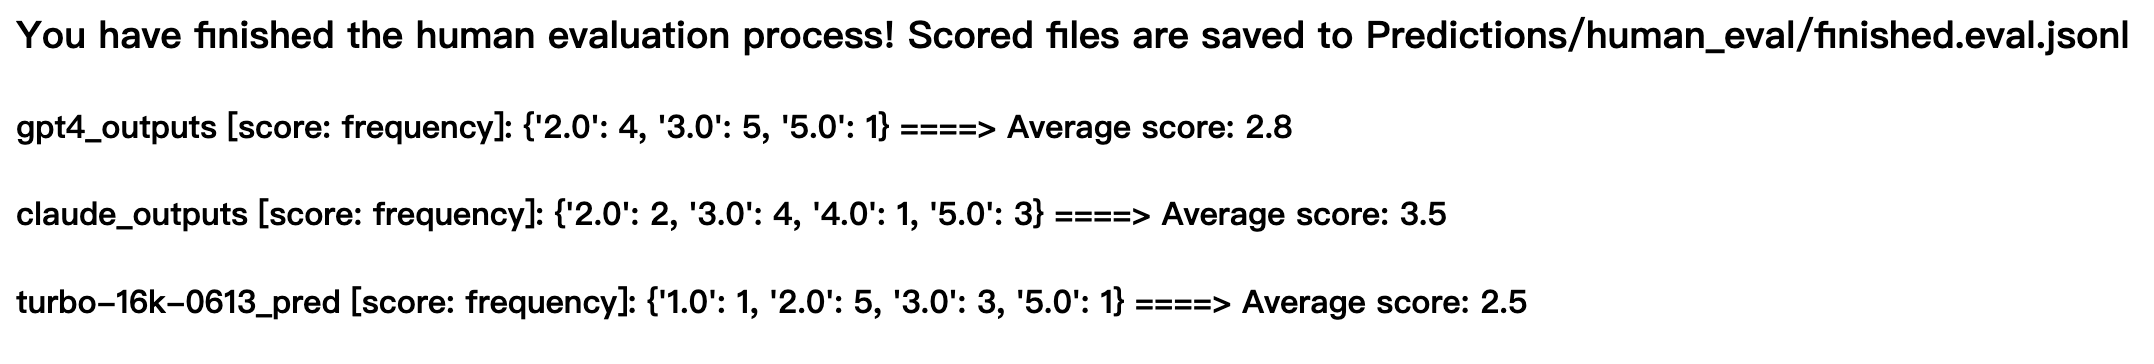 You have finished the human evaluation process! Scored files are saved to Predictions/human_eval/finished.eval.jsonl
gpt4_outputs [score: frequency]: {'2.0': 4, '3.0': 5, '5.0': 1} ====> Average score: 2.8
claude_outputs [score: frequency]: {'2.0': 2, '3.0': 4, '4.0': 1, '5.0': 3} ====> Average score: 3.5
turbo-16k-0613_pred [score: frequency]: {'1.0': 1, '2.0': 5, '3.0': 3, '5.0': 1} ====> Average score: 2.5